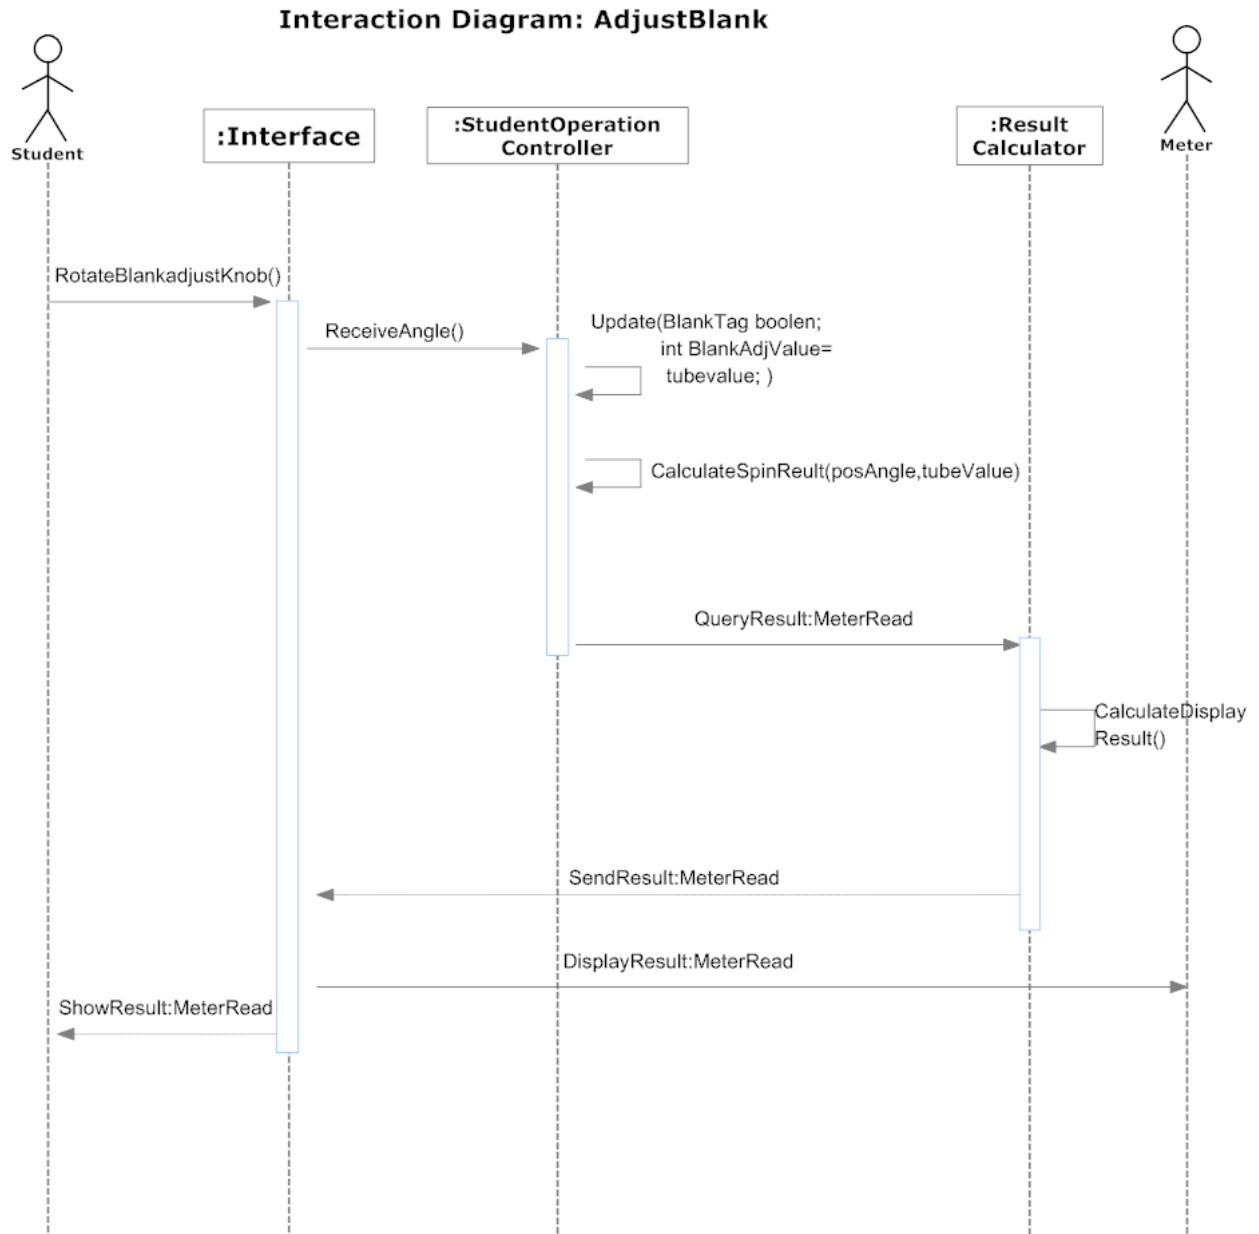 Interaction Diagram: AdjustBlank
Student
:Interface
:StudentOperation
Controller
:Result
Calculator
Meter
RotateBlankadjustKnob()
ReceiveAngle()
Update(BlankTag boolen;
int BlankAdjValue=
tubevalue; )
CalculateSpinReult(posAngle,tubeValue)
QueryResult:MeterRead
CalculateDisplay
Result()
SendResult:MeterRead
DisplayResult:MeterRead
ShowResult:MeterRead